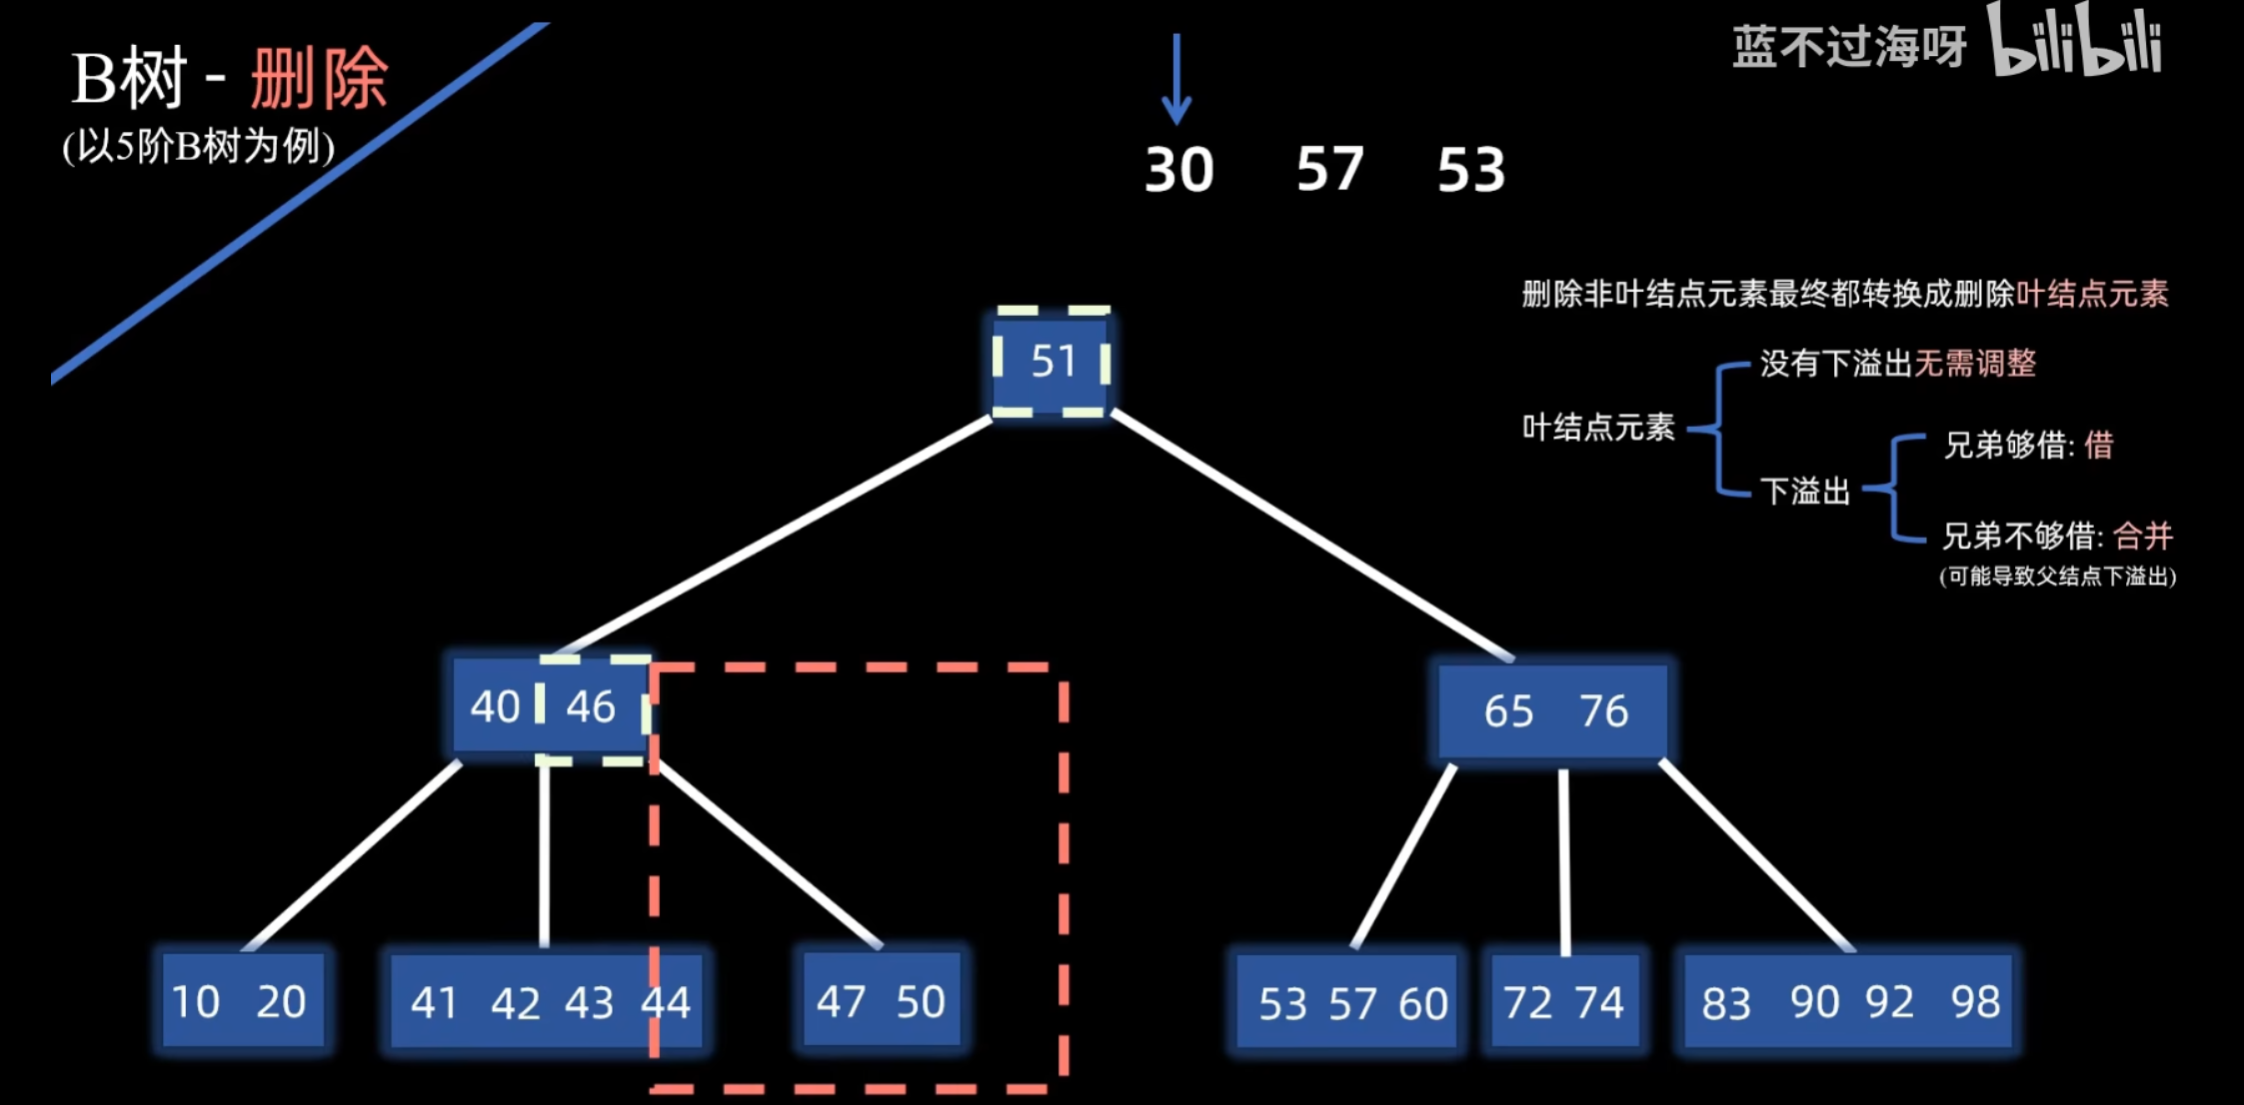 B树 - 删除
(以5阶B树为例)
蓝不过海呀 bilibili
30 57 53
删除非叶结点元素最终都转换成删除叶结点元素
没有下溢出无需调整
叶结点元素
下溢出
兄弟够借: 借
兄弟不够借: 合并
(可能导致父结点下溢出)
51
40 46
65 76
10 20
41 42 43 44
47 50
53 57 60
72 74
83 90 92 98